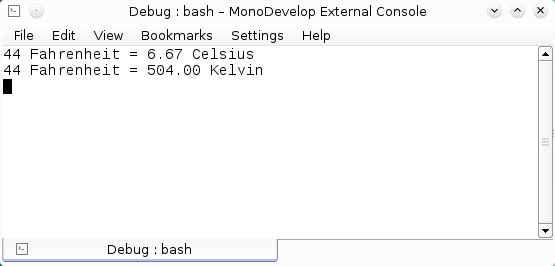 Debug : bash – MonoDevelop External Console
File Edit View Bookmarks Settings Help
44 Fahrenheit = 6.67 Celsius
44 Fahrenheit = 504.00 Kelvin
Debug : bash